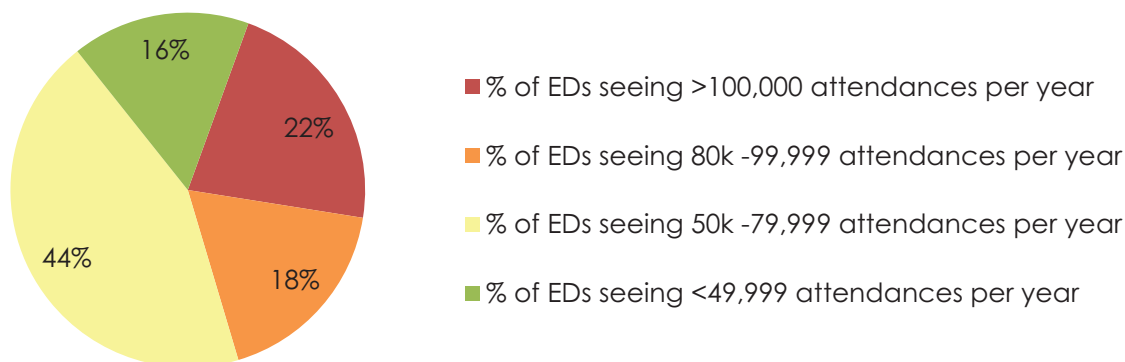 16%
22%
44%
18%
% of EDs seeing >100,000 attendances per year
% of EDs seeing 80k -99,999 attendances per year
% of EDs seeing 50k -79,999 attendances per year
% of EDs seeing <49,999 attendances per year